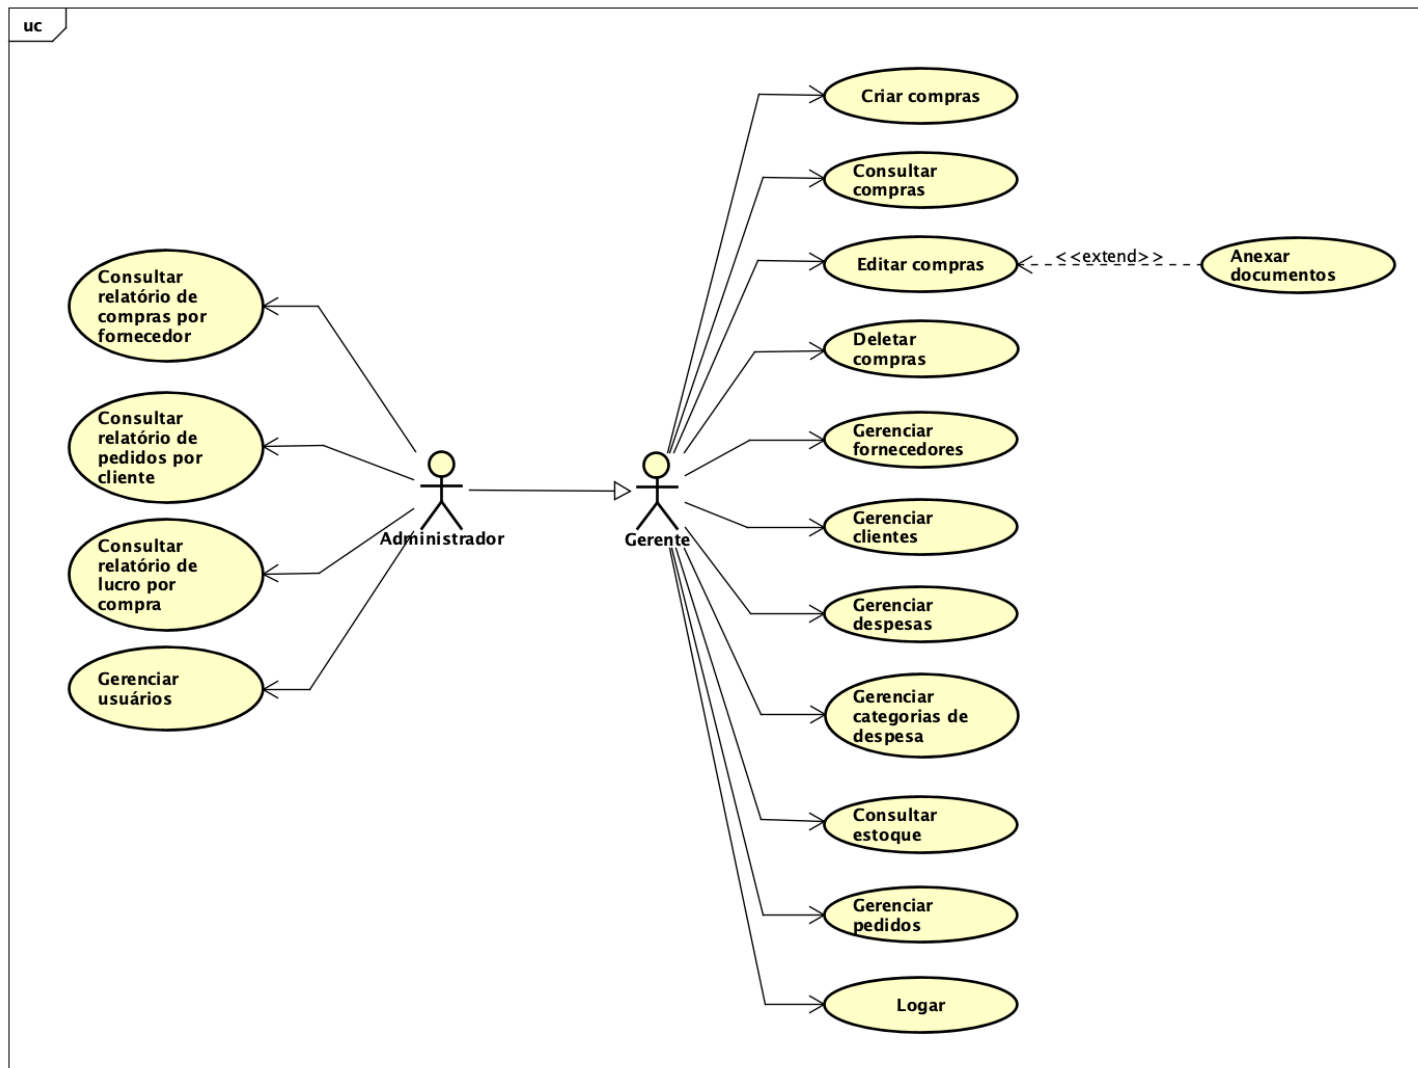 uc
Criar compras
Consultar
compras
Editar compras
<<extend>>
Anexar
documentos
Deletar
compras
Gerenciar
fornecedores
Gerenciar
clientes
Gerenciar
despesas
Gerenciar
categorias de
despesa
Consultar
estoque
Gerenciar
pedidos
Logar
Consultar
relatório de
compras por
fornecedor
Consultar
relatório de
pedidos por
cliente
Consultar
relatório de
lucro por
compra
Gerenciar
usuários
Administrador
Gerente